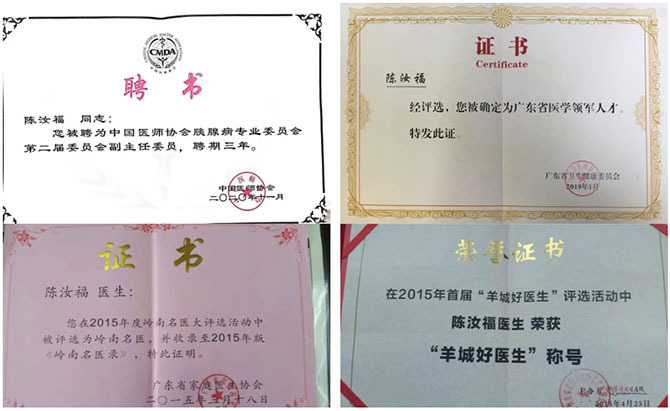 CMDA
聘 书
陈汝福 同志：
您被聘为中国医师协会胰腺病专业委员会
第二届委员会副主任委员，聘期三年。
中国医师协会
二〇二〇年十一月
证 书
Certificate
陈汝福
经评选，您被确定为广东省医学领军人才。
特发此证。
广东省卫生健康委员会
2019年1月
证 书
陈汝福 医生：
您在2015年度岭南名医大评选活动中
被评选为岭南名医，并收录至2015年版
《岭南名医录》，特此证明。
广东省家庭医生协会
二〇一五年三月十八日
荣誉证书
在2015年首届“羊城好医生”评选活动中
陈汝福医生 荣获
“羊城好医生”称号
2015年4月23日